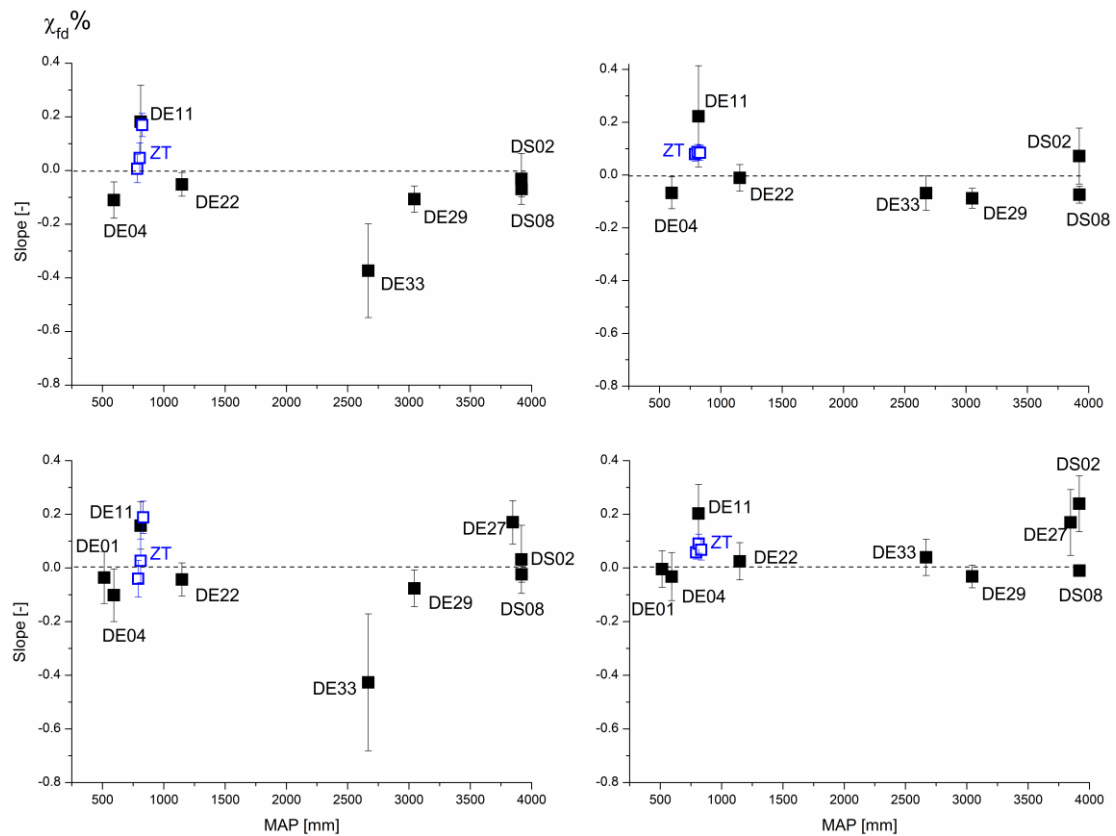 χfd%
0.4
0.2
0.0
-0.2
-0.4
-0.6
-0.8
Slope [-]
DE11
ZT
DE04
DE22
DE33
DE29
DS02
DS08
500 1000 1500 2000 2500 3000 3500 4000
0.4
0.2
0.0
-0.2
-0.4
-0.6
-0.8
DE11
ZT
DE04
DE22
DE33
DE29
DS02
DS08
500 1000 1500 2000 2500 3000 3500 4000
0.4
0.2
0.0
-0.2
-0.4
-0.6
-0.8
Slope [-]
DE11
DE01
ZT
DE04
DE22
DE33
DE29
DE27
DS02
DS08
500 1000 1500 2000 2500 3000 3500 4000
MAP [mm]
0.4
0.2
0.0
-0.2
-0.4
-0.6
-0.8
DE11
ZT
DE01
DE04
DE22
DE33
DE29
DS02
DE27
DS08
500 1000 1500 2000 2500 3000 3500 4000
MAP [mm]